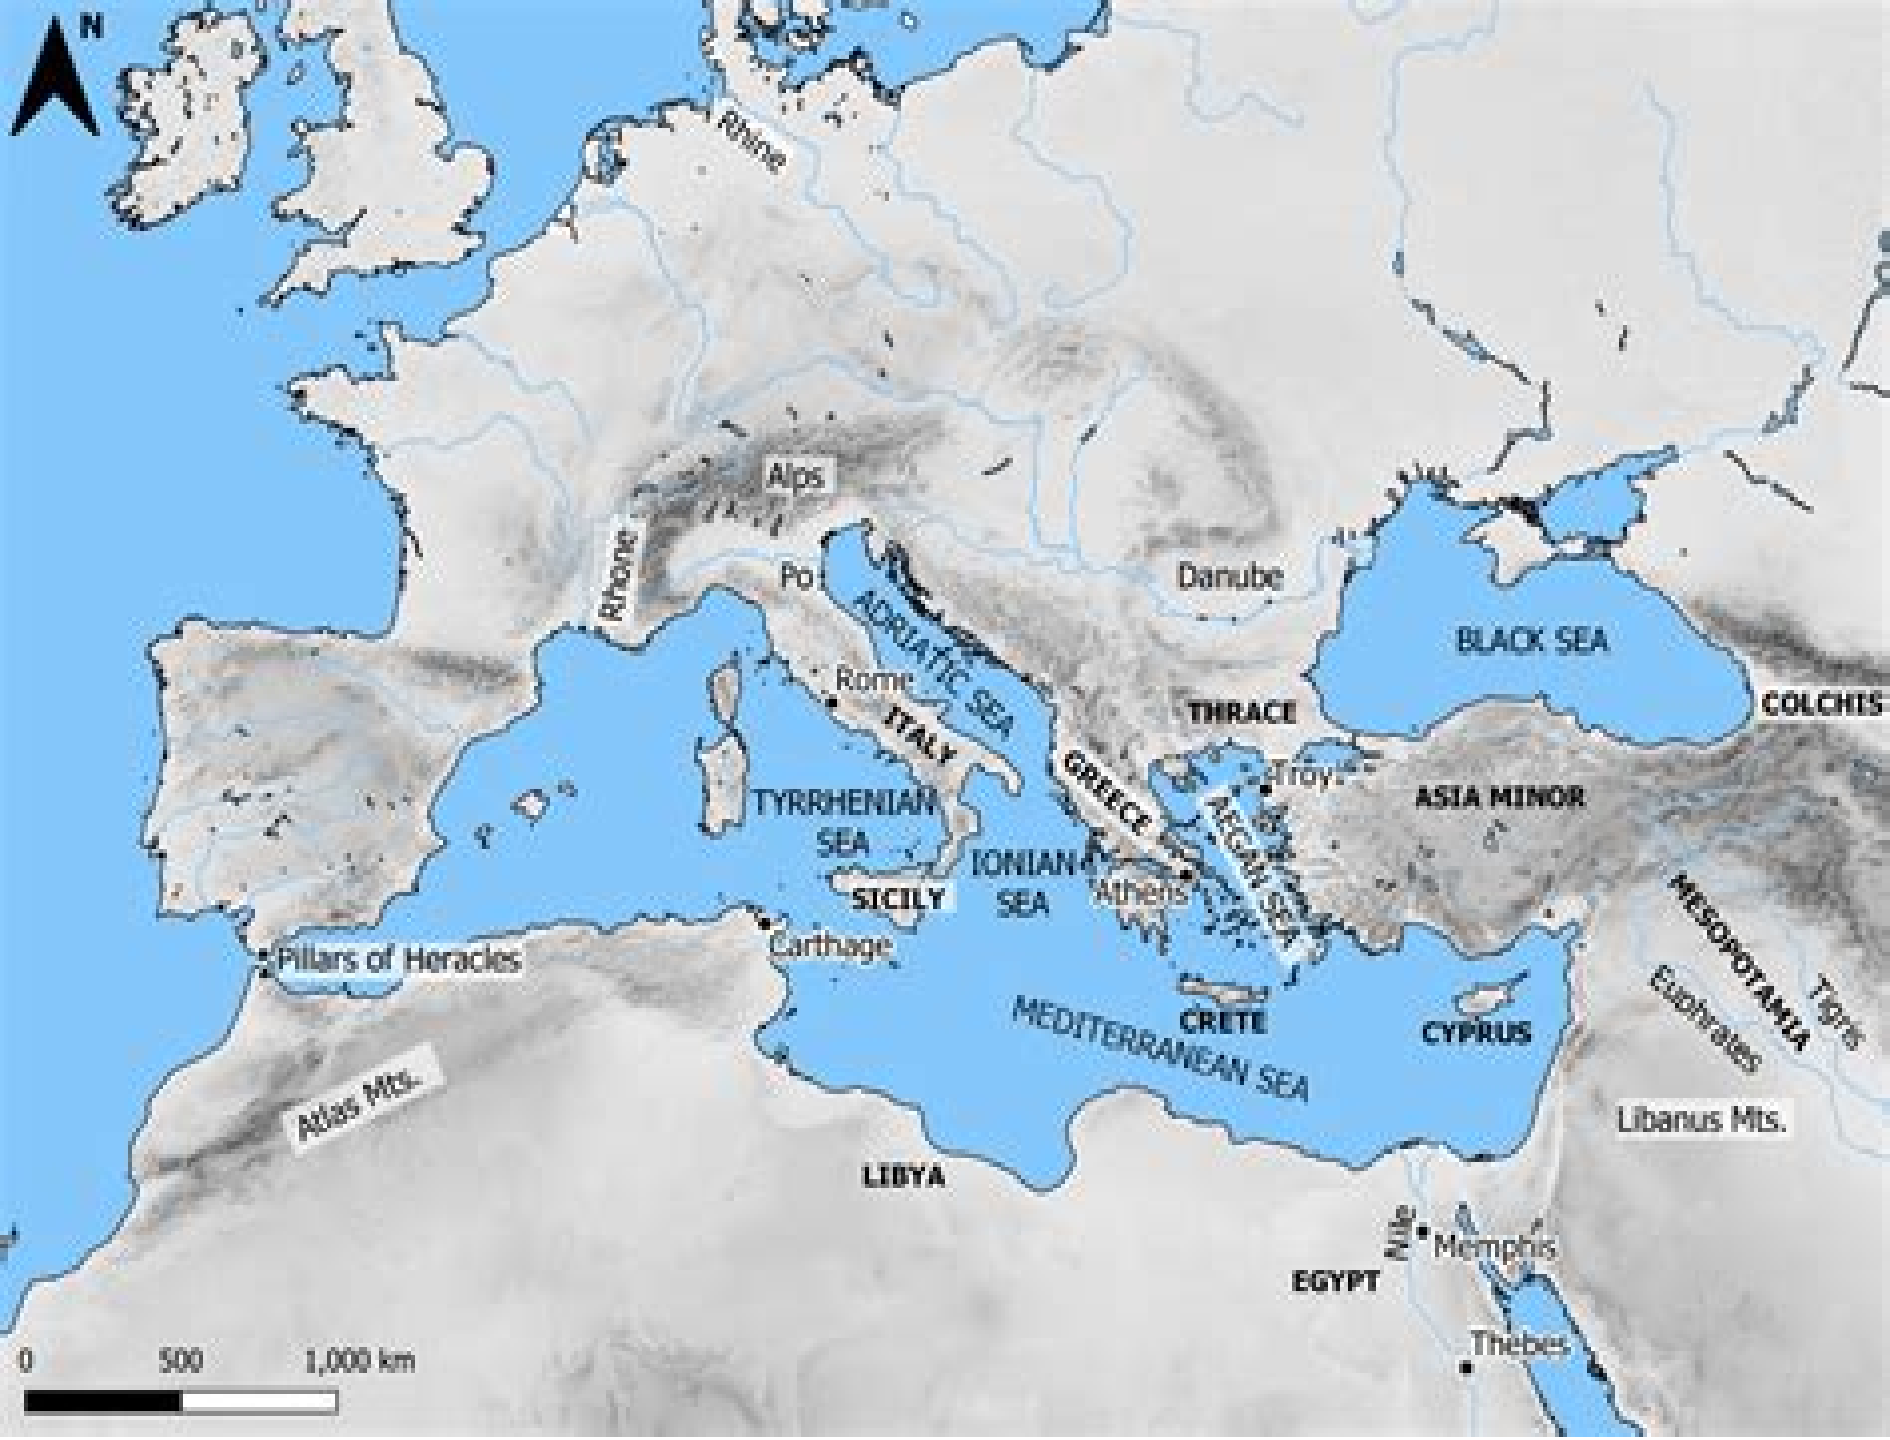 N
Rhine
Alps
Rhone
Po
Danube
ADRIATIC SEA
BLACK SEA
Rome
ITALY
THRACE
COLCHIS
GREECE
Troy
TYRRHENIAN
SEA
ASIA MINOR
AEGAN SEA
IONIAN
SEA
SICILY
Athens
MESOPOTAMIA
Carthage
Pillars of Heracles
Euphrates
Tigris
MEDITERRANEAN SEA
CRETE
CYPRUS
Atlas Mts.
Libanus Mts.
LIBYA
Nile
Memphis
EGYPT
Thebes
0 500 1,000 km